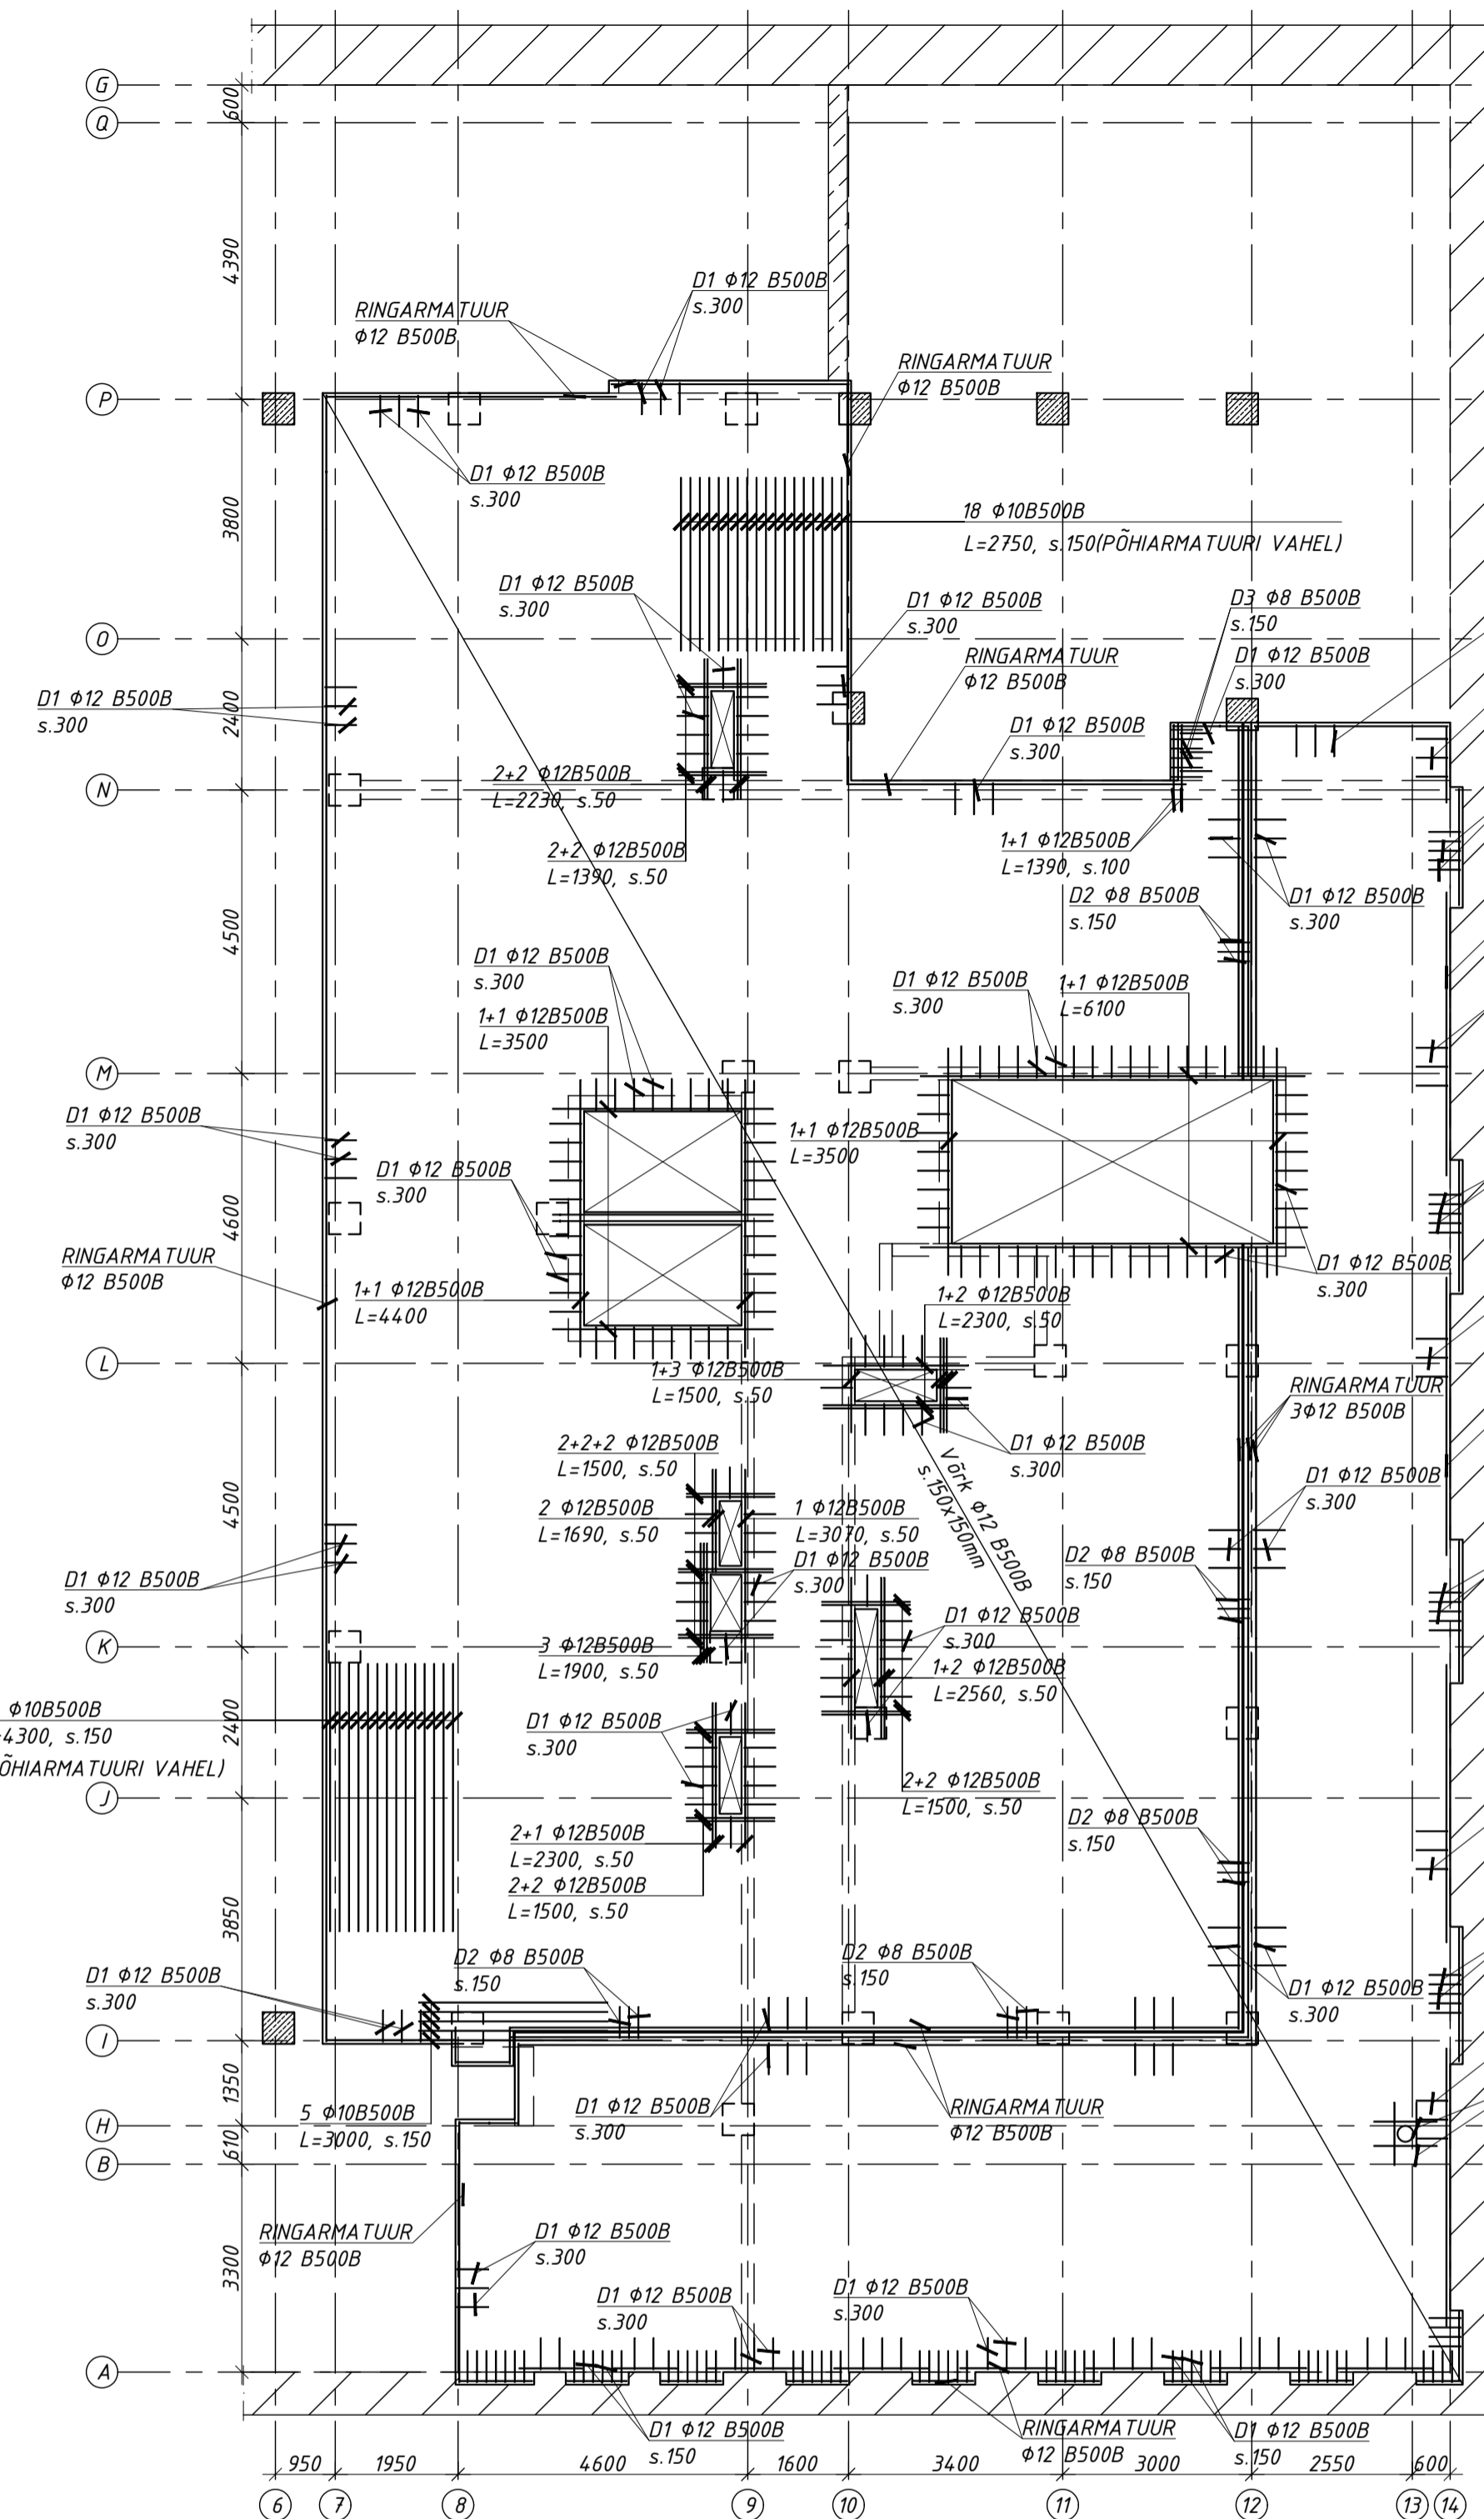 G
600
Q
4390
D1 Φ12 B500B
s.300
RINGARMATUUR
Φ12 B500B
RINGARMATUUR
Φ12 B500B
P
D1 Φ12 B500B
s.300
3800
18 Φ10B500B
L=2750, s.150(PÕHIARMATUURI VAHEL)
D1 Φ12 B500B
s.300
D1 Φ12 B500B
s.300
D3 Φ8 B500B
s.150
O
RINGARMATUUR
Φ12 B500B
D1 Φ12 B500B
s.300
D1 Φ12 B500B
s.300
2400
D1 Φ12 B500B
s.300
2+2 Φ12B500B
L=2230, s.50
N
2+2 Φ12B500B
L=1390, s.50
1+1 Φ12B500B
L=1390, s.100
D2 Φ8 B500B
s.150
D1 Φ12 B500B
s.300
4500
D1 Φ12 B500B
s.300
D1 Φ12 B500B
s.300
1+1 Φ12B500B
L=6100
1+1 Φ12B500B
L=3500
M
D1 Φ12 B500B
s.300
1+1 Φ12B500B
L=3500
D1 Φ12 B500B
s.300
4600
RINGARMATUUR
Φ12 B500B
D1 Φ12 B500B
s.300
1+1 Φ12B500B
L=4400
1+2 Φ12B500B
L=2300, s.50
L
1+3 Φ12B500B
L=1500, s.50
RINGARMATUUR
3Φ12 B500B
D1 Φ12 B500B
s.300
2+2+2 Φ12B500B
L=1500, s.50
Võrk Φ12 B500B
s.150x150mm
D1 Φ12 B500B
s.300
4500
2 Φ12B500B
L=1690, s.50
1 Φ12B500B
L=3070, s.50
D1 Φ12 B500B
s.300
D2 Φ8 B500B
s.150
D1 Φ12 B500B
s.300
D1 Φ12 B500B
s.300
K
3 Φ12B500B
L=1900, s.50
1+2 Φ12B500B
L=2560, s.50
Φ10B500B
4300, s.150
ÕHIARMATUURI VAHEL)
2400
D1 Φ12 B500B
s.300
J
2+2 Φ12B500B
L=1500, s.50
D2 Φ8 B500B
s.150
2+1 Φ12B500B
L=2300, s.50
2+2 Φ12B500B
L=1500, s.50
3850
D2 Φ8 B500B
s.150
D2 Φ8 B500B
s.150
D1 Φ12 B500B
s.300
D1 Φ12 B500B
s.300
I
1350
5 Φ10B500B
L=3000, s.150
D1 Φ12 B500B
s.300
RINGARMATUUR
Φ12 B500B
H
610
B
RINGARMATUUR
Φ12 B500B
D1 Φ12 B500B
s.300
3300
D1 Φ12 B500B
s.300
D1 Φ12 B500B
s.300
A
D1 Φ12 B500B
s.150
RINGARMATUUR
Φ12 B500B
D1 Φ12 B500B
s.150
950 1950 4600 1600 3400 3000 2550 600
6 7 8 9 10 11 12 13 14